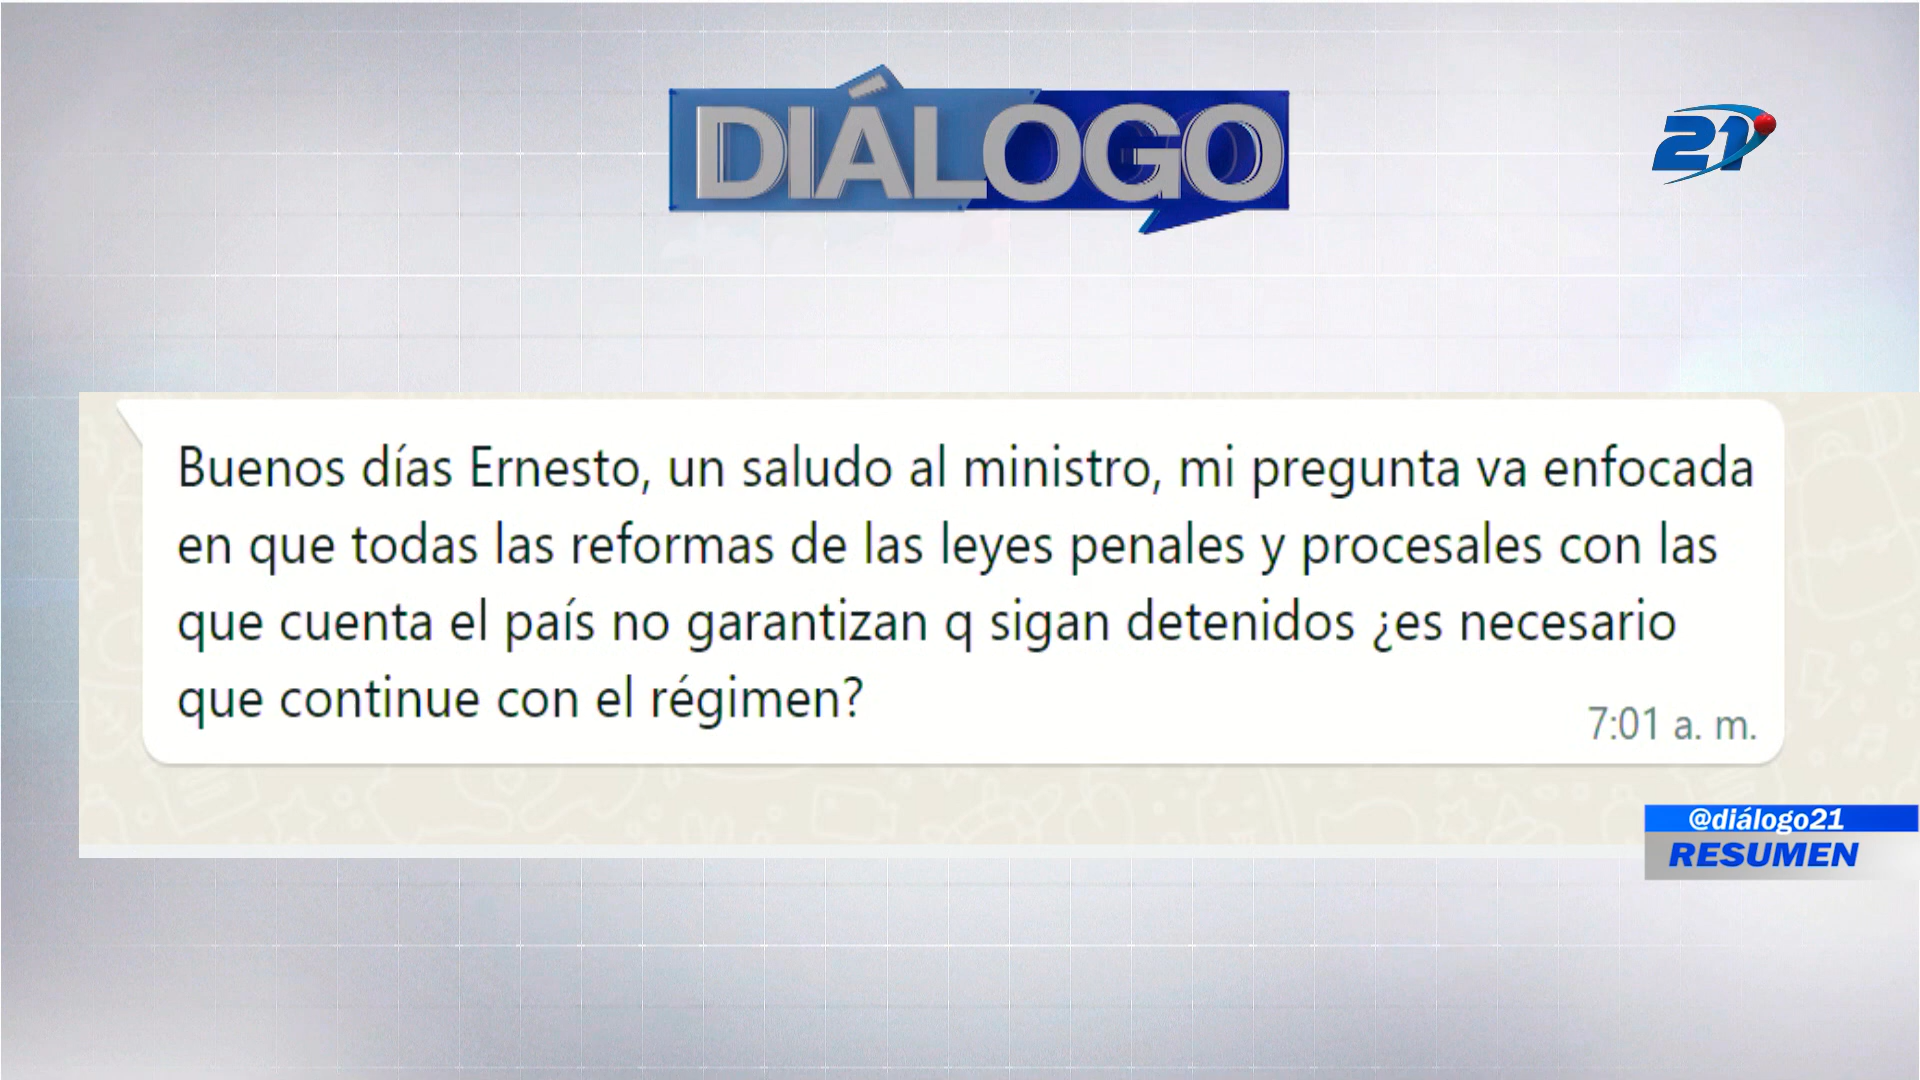 DIÁLOGO
21
Buenos días Ernesto, un saludo al ministro, mi pregunta va enfocada
en que todas las reformas de las leyes penales y procesales con las
que cuenta el país no garantizan q sigan detenidos ¿es necesario
que continue con el régimen?
7:01 a. m.
@diálogo21
RESUMEN